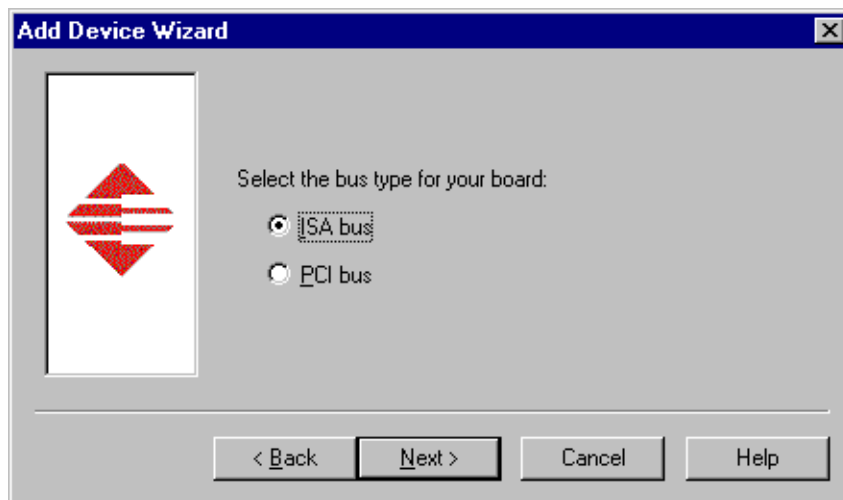 Add Device Wizard
Select the bus type for your board:
ISA bus
PCI bus
< Back Next > Cancel Help